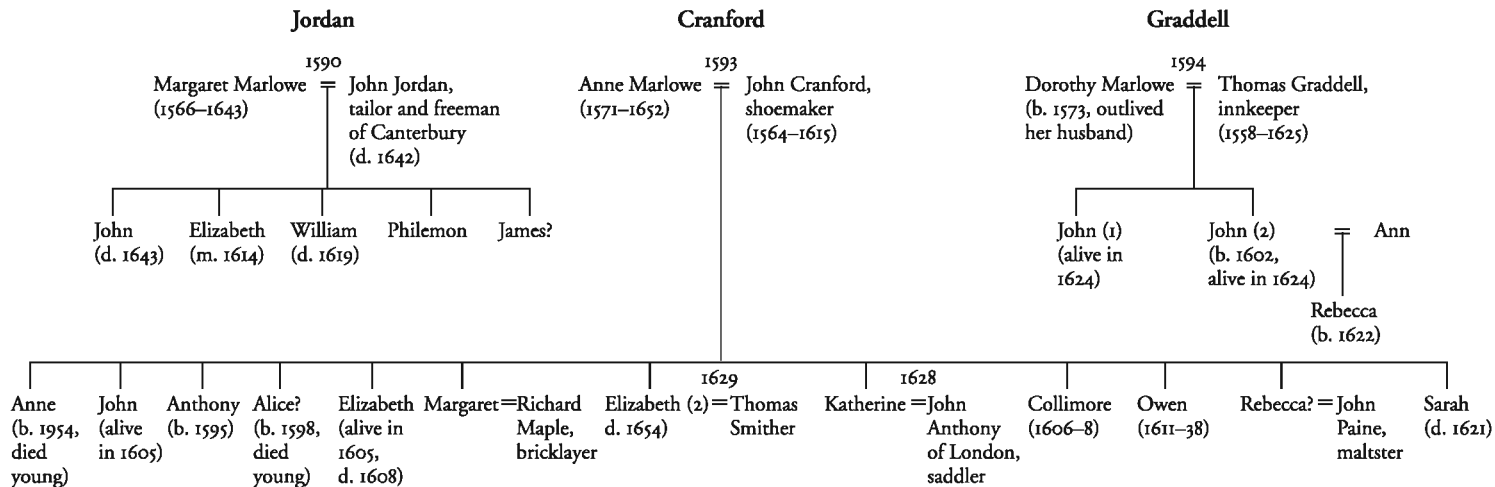 Jordan
Cranford
Graddell
1590
1593
1594
Margaret Marlowe = John Jordan,
(1566–1643)
tailor and freeman
of Canterbury
(d. 1642)
Anne Marlowe = John Cranford,
(1571–1652)
shoemaker
(1564–1615)
Dorothy Marlowe = Thomas Graddell,
(b. 1573, outlived
her husband)
innkeeper
(1558–1625)
John
(d. 1643)
Elizabeth
(m. 1614)
William
(d. 1619)
Philemon
James?
John (1)
(alive in
1624)
John (2) = Ann
(b. 1602,
alive in 1624)
Rebecca
(b. 1622)
Anne
(b. 1954,
died
young)
John
(alive
in 1605)
Anthony
(b. 1595)
Alice?
(b. 1598,
died
young)
Elizabeth
(alive in
1605,
d. 1608)
Margaret=Richard
Maple,
bricklayer
1629
Elizabeth (2)=Thomas
d. 1654)
Smither
1628
Katherine=John
Anthony
of London,
saddler
Collimore
(1606–8)
Owen
(1611–38)
Rebecca?=John
Paine,
maltster
Sarah
(d. 1621)